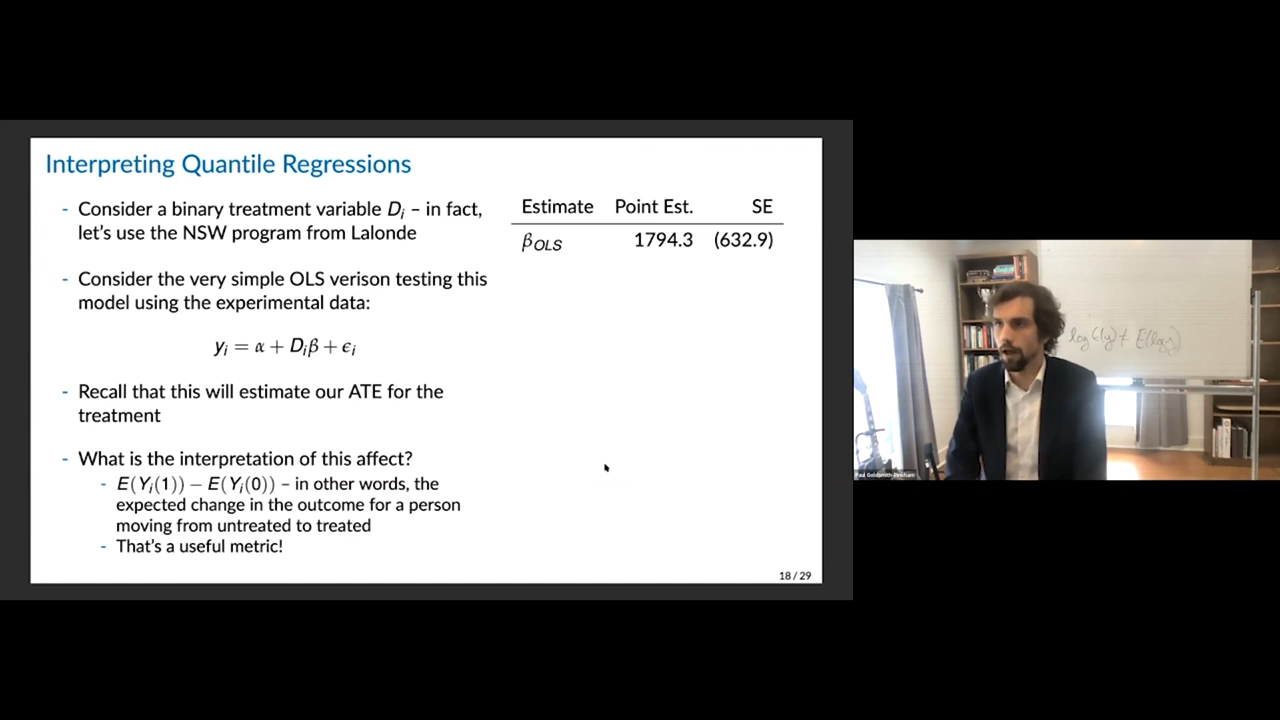 Interpreting Quantile Regressions
- Consider a binary treatment variable Dᵢ – in fact,
let's use the NSW program from Lalonde
- Consider the very simple OLS verison testing this
model using the experimental data:
yᵢ = α + Dᵢβ + ϵᵢ
- Recall that this will estimate our ATE for the
treatment
- What is the interpretation of this affect?
- E(Yᵢ(1)) − E(Yᵢ(0)) – in other words, the
expected change in the outcome for a person
moving from untreated to treated
- That's a useful metric!
Estimate Point Est. SE
β_OLS 1794.3 (632.9)
18 / 29
Paul Goldsmith-Pinkham